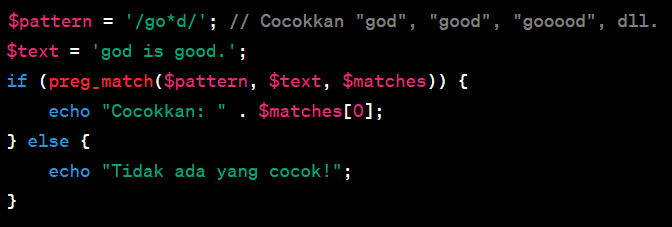 $pattern = '/go*d/'; // Cocokkan "god", "good", "gooood", dll.
$text = 'god is good.';
if (preg_match($pattern, $text, $matches)) {
    echo "Cocokkan: " . $matches[0];
} else {
    echo "Tidak ada yang cocok!";
}